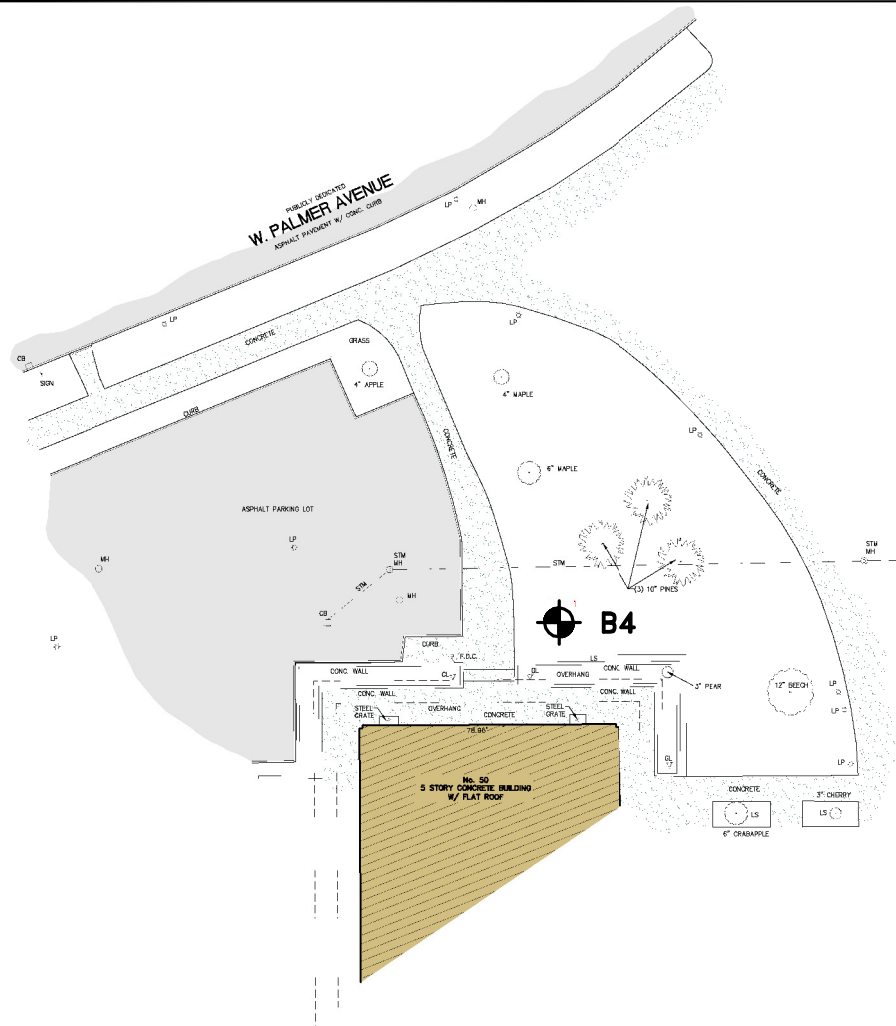 PUBLICLY DEDICATED
W. PALMER AVENUE
ASPHALT PAVEMENT W/ CONC. CURB
LP
MH
LP
LP
CB
SIGN
CONCRETE
GRASS
4" APPLE
4" MAPLE
CURB
CONCRETE
LP
CONCRETE
6" MAPLE
ASPHALT PARKING LOT
LP
MH
STM
MH
STM
STM
MH
STM
(3) 10" PINES
MH
CB
B4
LP
CURB
F.D.C.
LS
CONC. WALL
GL
GL
OVERHANG
CONC. WALL
3" PEAR
12" BEECH
LP
LP
CONC. WALL
CONC. WALL
STEEL
GRATE
OVERHANG
CONCRETE
STEEL
GRATE
78.96'
GL
LP
No. 50
5 STORY CONCRETE BUILDING
W/ FLAT ROOF
CONCRETE
3" CHERRY
LS
LS
6" CRABAPPLE